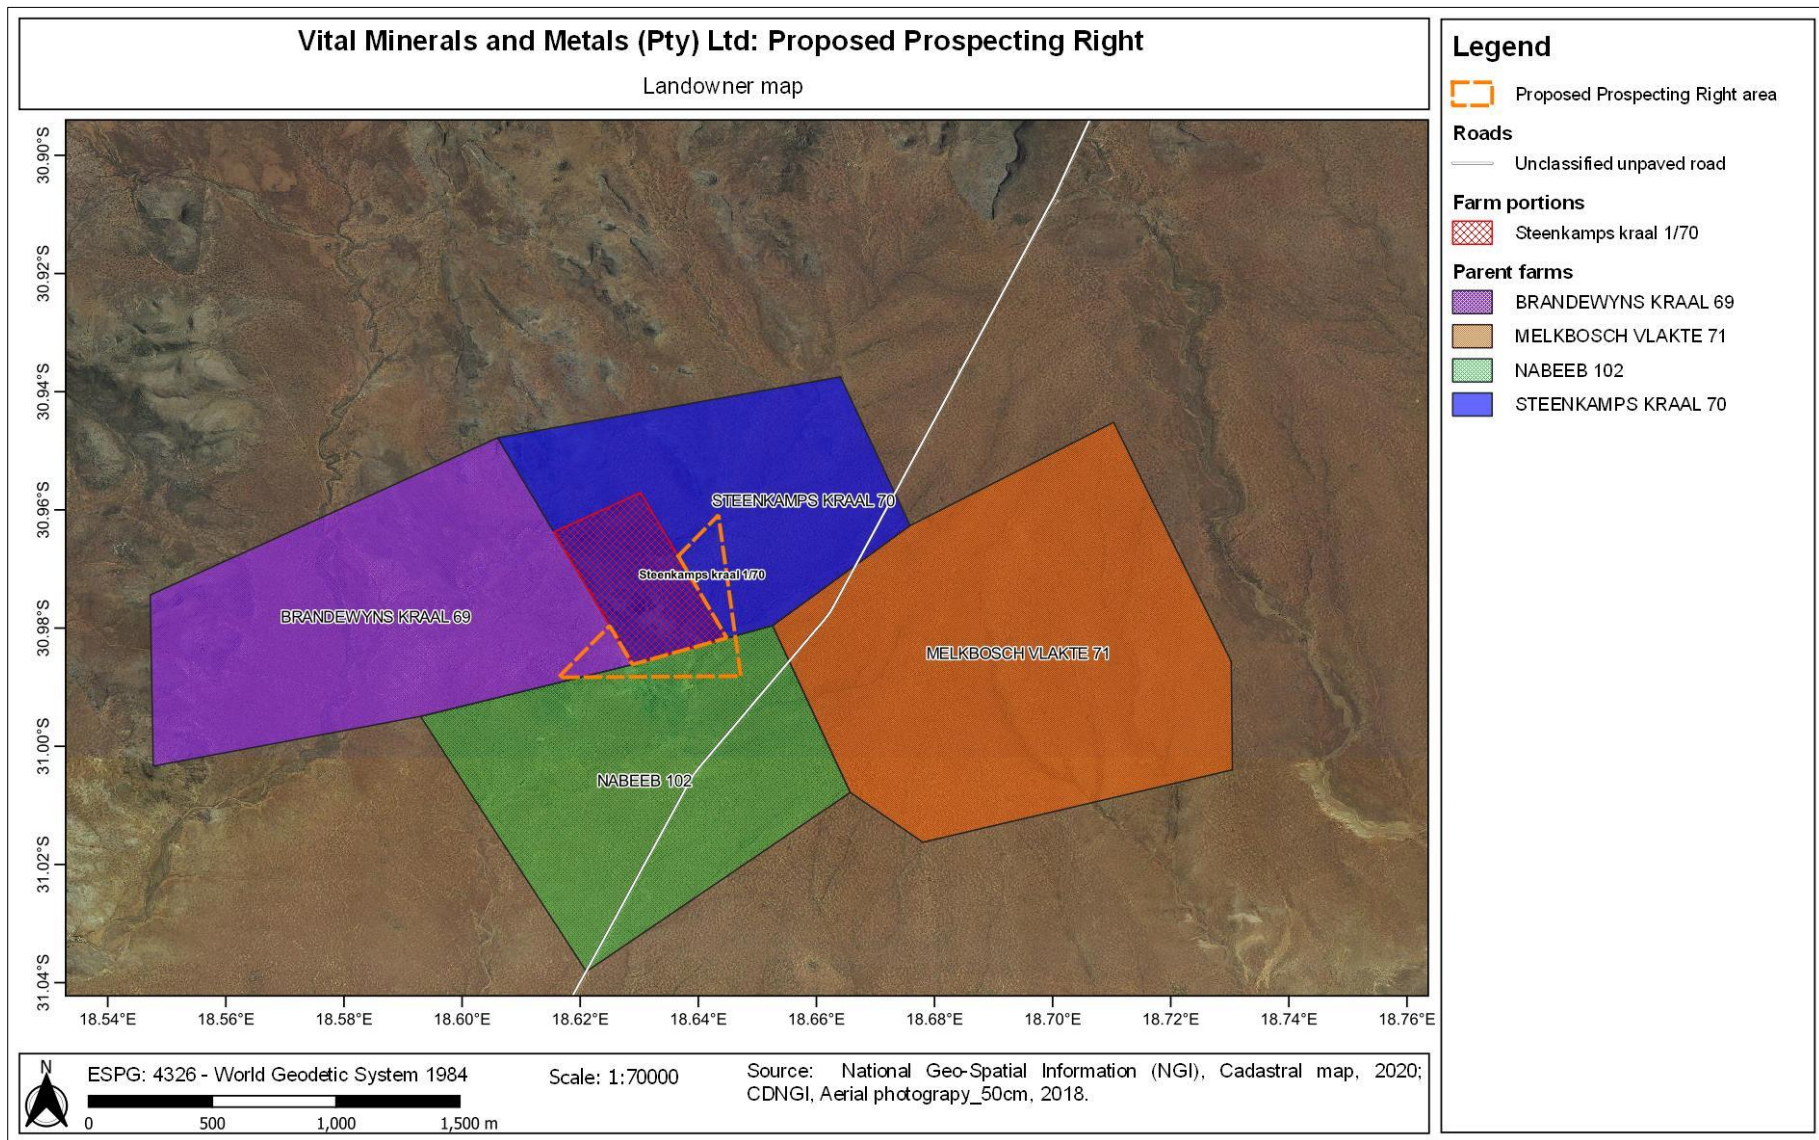 Vital Minerals and Metals (Pty) Ltd: Proposed Prospecting Right
Landowner map
Legend
Proposed Prospecting Right area
Roads
Unclassified unpaved road
Farm portions
Steenkamps kraal 1/70
Parent farms
BRANDEWYNS KRAAL 69
MELKBOSCH VLAKTE 71
NABEEB 102
STEENKAMPS KRAAL 70
30.90°S
30.92°S
30.94°S
30.96°S
30.98°S
31.00°S
31.02°S
31.04°S
STEENKAMPS KRAAL 70
Steenkamps kraal 1/70
BRANDEWYNS KRAAL 69
MELKBOSCH VLAKTE 71
NABEEB 102
18.54°E 18.56°E 18.58°E 18.60°E 18.62°E 18.64°E 18.66°E 18.68°E 18.70°E 18.72°E 18.74°E 18.76°E
N
ESPG: 4326 - World Geodetic System 1984
0 500 1,000 1,500 m
Scale: 1:70000
Source: National Geo-Spatial Information (NGI), Cadastral map, 2020;
CDNGI, Aerial photograpy_50cm, 2018.